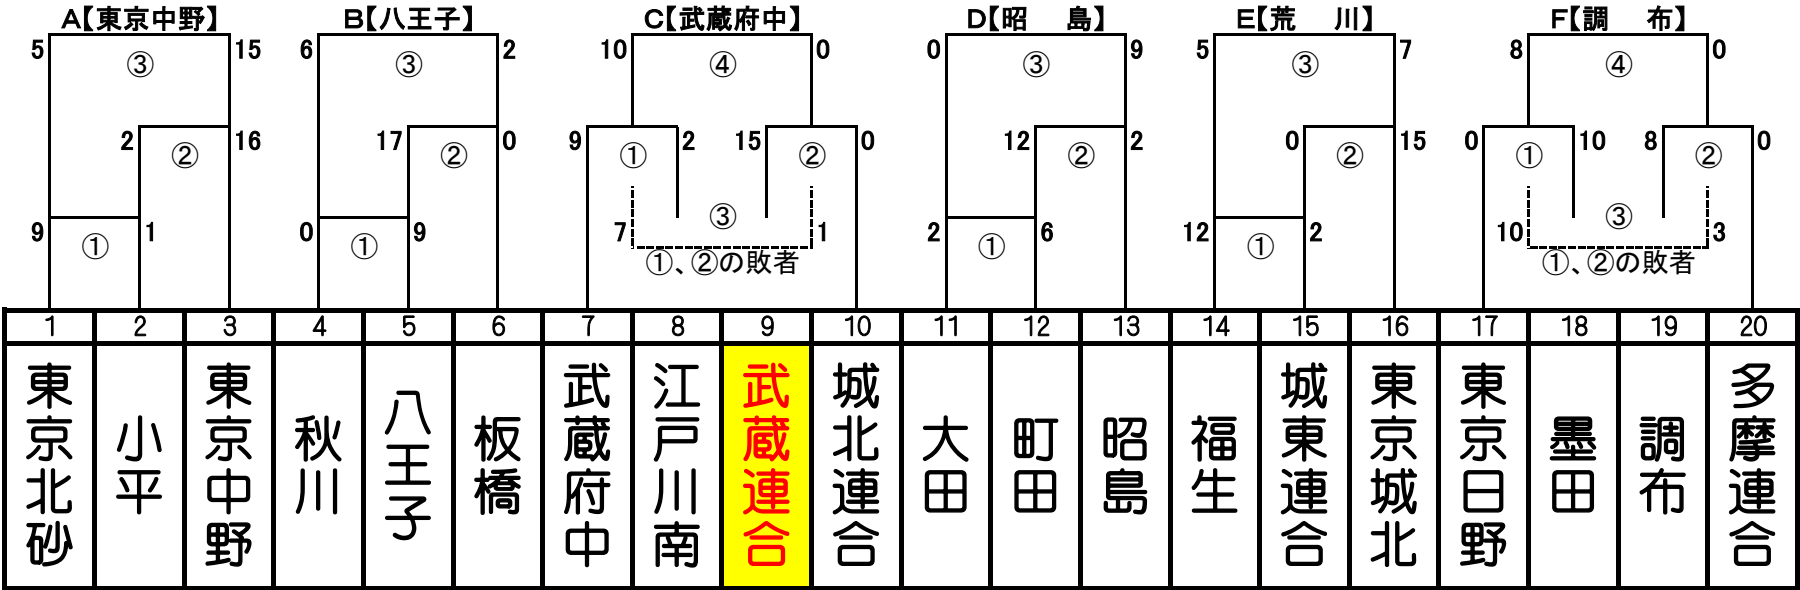 A【東京中野】 B【八王子】 C【武蔵府中】 D【昭　島】 E【荒　川】 F【調　布】
5 ③ 15 6 ③ 2 10 ④ 0 0 ③ 9 5 ③ 7 8 ④ 0
2 ② 16 17 ② 0 9 ① 2 15 ② 0 12 ② 2 0 ② 15 0 ① 10 8 ② 0
9 ① 1 0 ① 9 7 ③ 1 2 ① 6 12 ① 2 10 ③ 3
①、②の敗者 ①、②の敗者
1 2 3 4 5 6 7 8 9 10 11 12 13 14 15 16 17 18 19 20
東京北砂
小平
東京中野
秋川
八王子
板橋
武蔵府中
江戸川南
武蔵連合
城北連合
大田
町田
昭島
福生
城東連合
東京城北
東京日野
墨田
調布
多摩連合